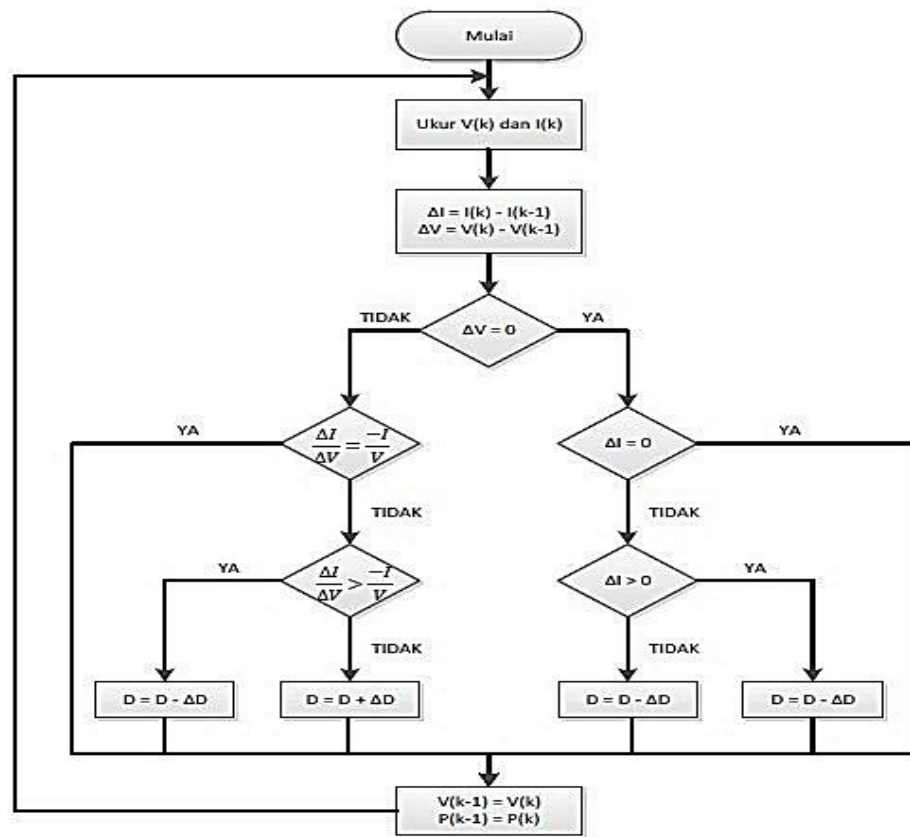 Mulai
Ukur V(k) dan I(k)
ΔI = I(k) - I(k-1)
ΔV = V(k) - V(k-1)
TIDAK
ΔV = 0
YA
YA
ΔI/ΔV = -I/V
ΔI = 0
YA
TIDAK
TIDAK
YA
ΔI/ΔV > -I/V
ΔI > 0
YA
TIDAK
TIDAK
D = D - ΔD
D = D + ΔD
D = D - ΔD
D = D - ΔD
V(k-1) = V(k)
P(k-1) = P(k)